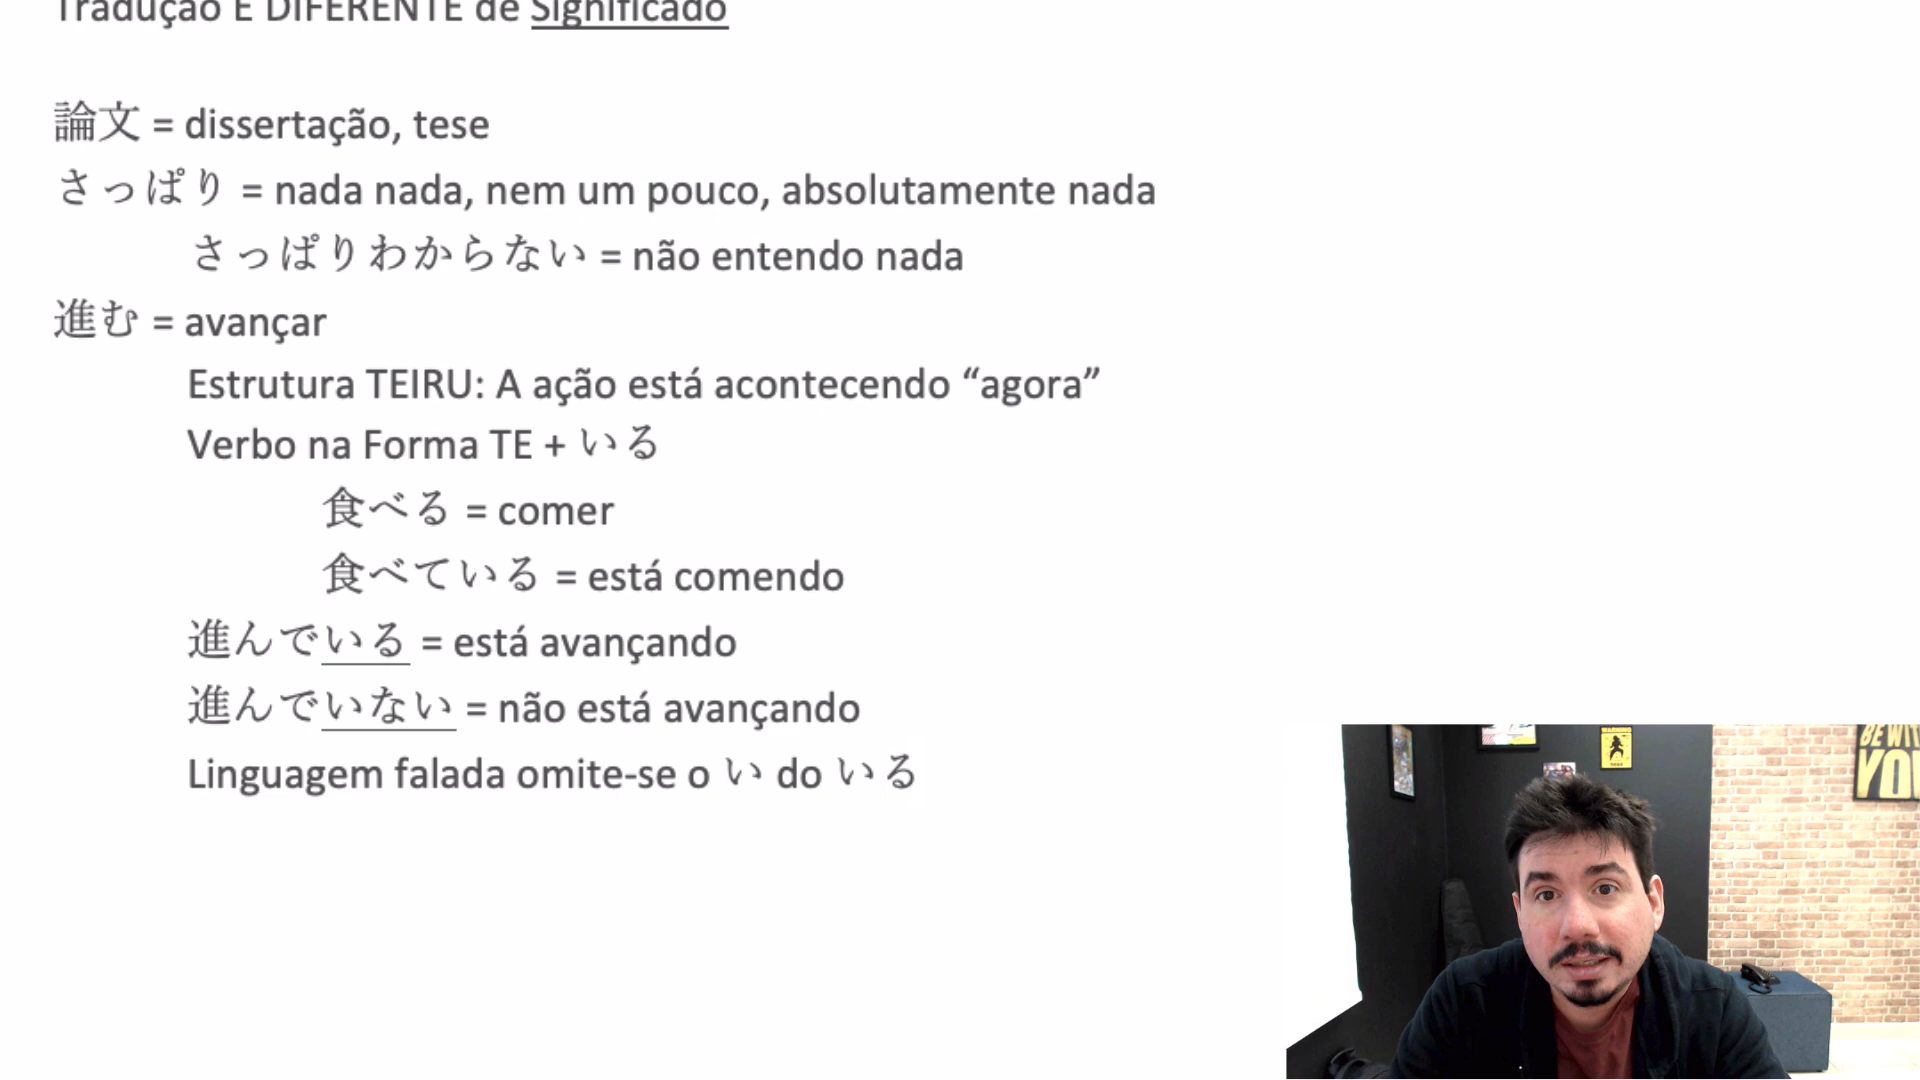 Tradução É DIFERENTE de Significado
論文 = dissertação, tese
さっぱり = nada nada, nem um pouco, absolutamente nada
さっぱりわからない = não entendo nada
進む = avançar
Estrutura TEIRU: A ação está acontecendo “agora”
Verbo na Forma TE + いる
食べる = comer
食べている = está comendo
進んでいる = está avançando
進んでいない = não está avançando
Linguagem falada omite-se o い do いる
BE WIT
YOU